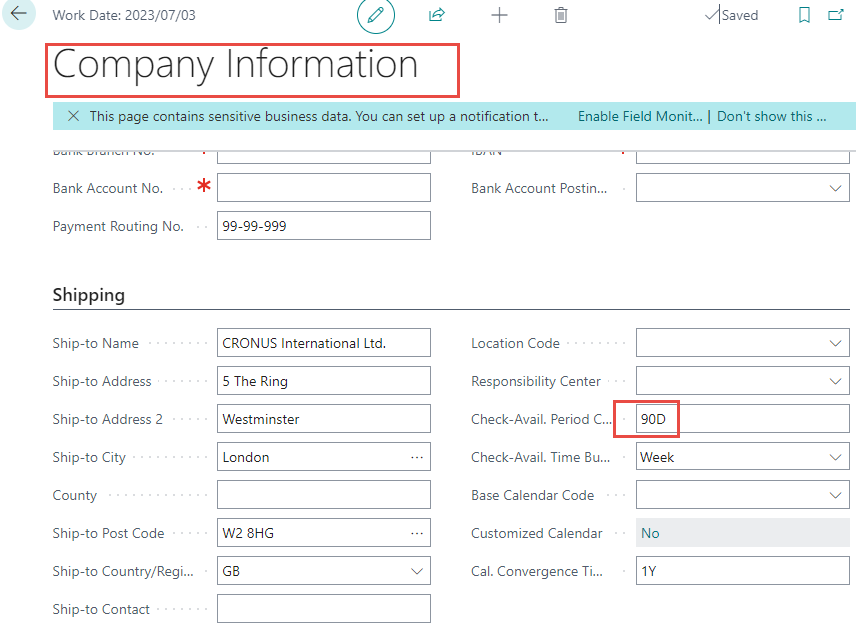 Work Date: 2023/07/03
Saved
Company Information
This page contains sensitive business data. You can set up a notification t... Enable Field Monit... | Don't show this ...
Bank Branch No. * IBAN *
Bank Account No. * Bank Account Postin...
Payment Routing No. 99-99-999
Shipping
Ship-to Name CRONUS International Ltd. Location Code
Ship-to Address 5 The Ring Responsibility Center
Ship-to Address 2 Westminster Check-Avail. Period C... 90D
Ship-to City London ... Check-Avail. Time Bu... Week
County Base Calendar Code
Ship-to Post Code W2 8HG ... Customized Calendar No
Ship-to Country/Regi... GB Cal. Convergence Ti... 1Y
Ship-to Contact